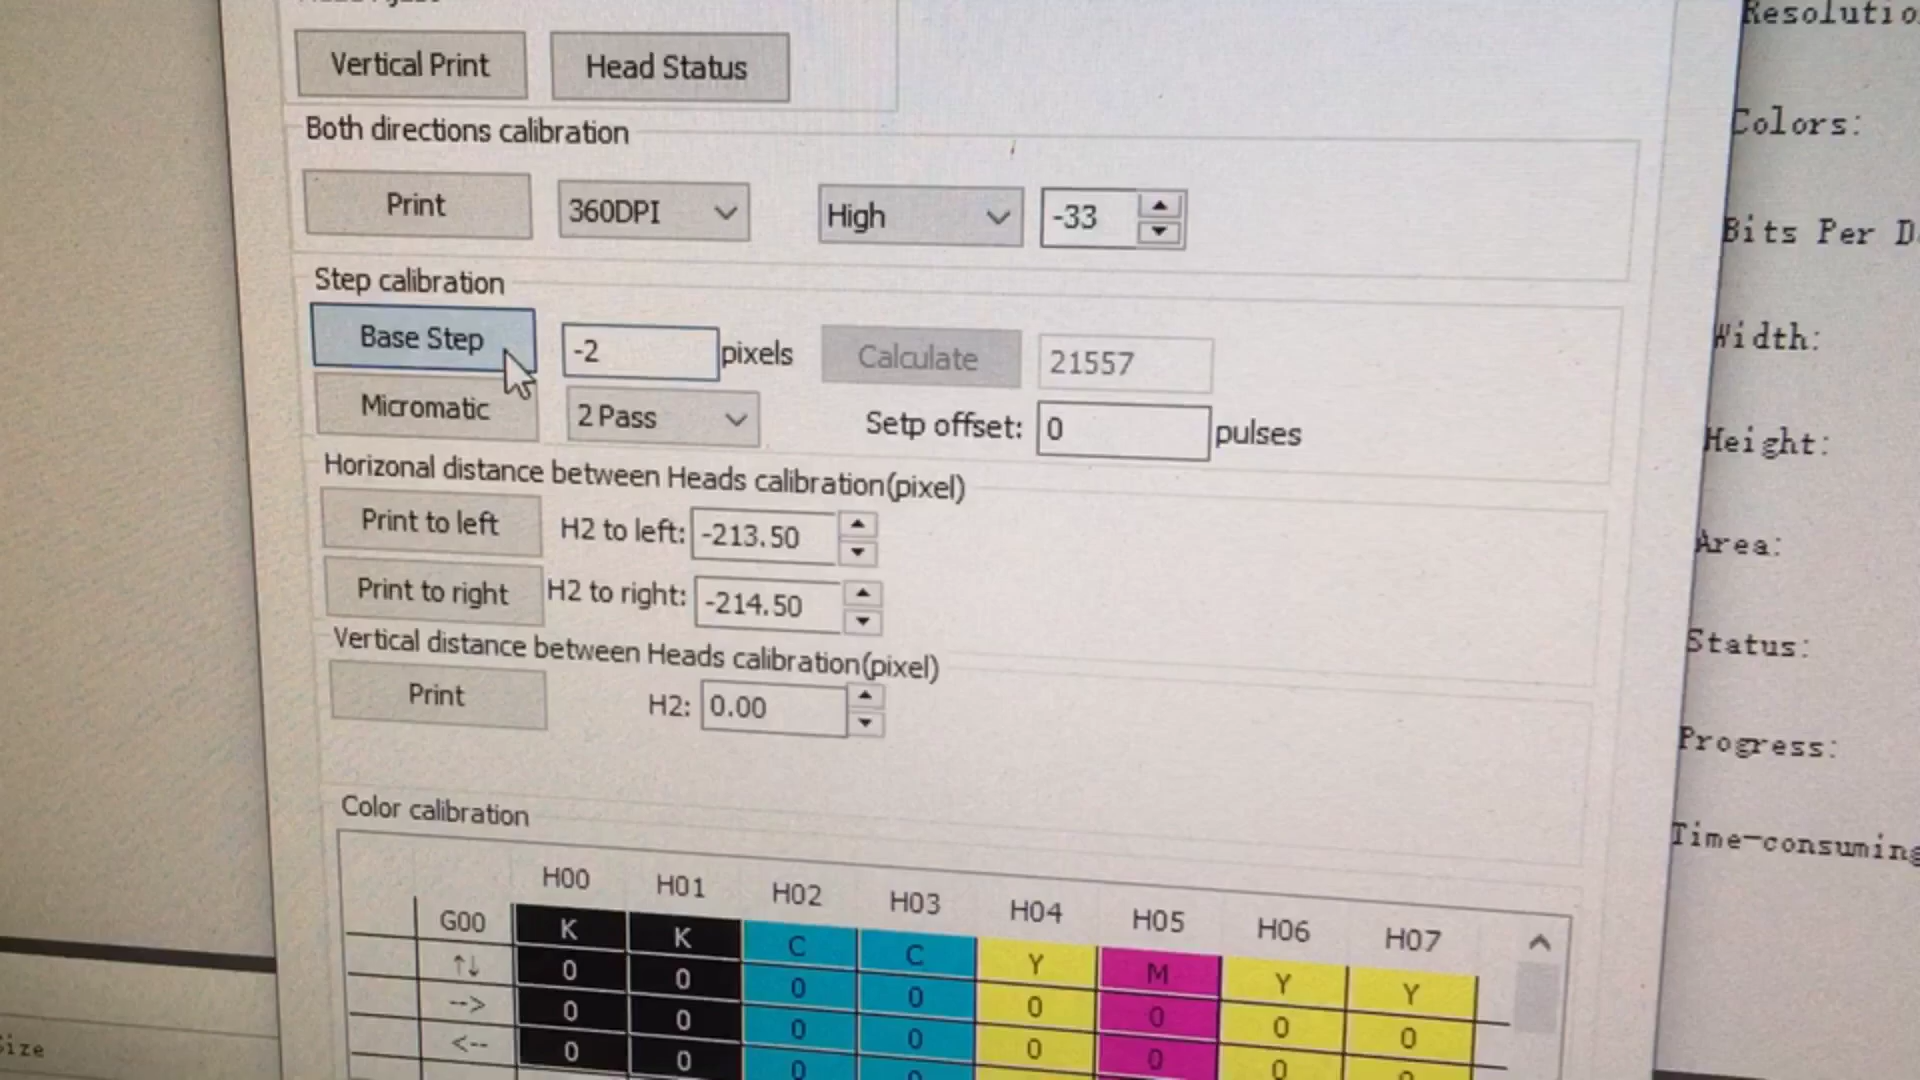 Vertical Print Head Status
Both directions calibration
Print 360DPI High -33
Step calibration
Base Step -2 pixels Calculate 21557
Micromatic 2 Pass Setp offset: 0 pulses
Horizonal distance between Heads calibration(pixel)
Print to left H2 to left: -213.50
Print to right H2 to right: -214.50
Vertical distance between Heads calibration(pixel)
Print H2: 0.00
Color calibration
H00 H01 H02 H03 H04 H05 H06 H07
G00 K K C C Y M Y Y
↑↓ 0 0 0 0 0 0 0 0
--> 0 0 0 0 0 0 0
<-- 0 0 0
Colors:
Bits Per
Width:
Height:
Area:
Status:
Progress:
Time-consuming